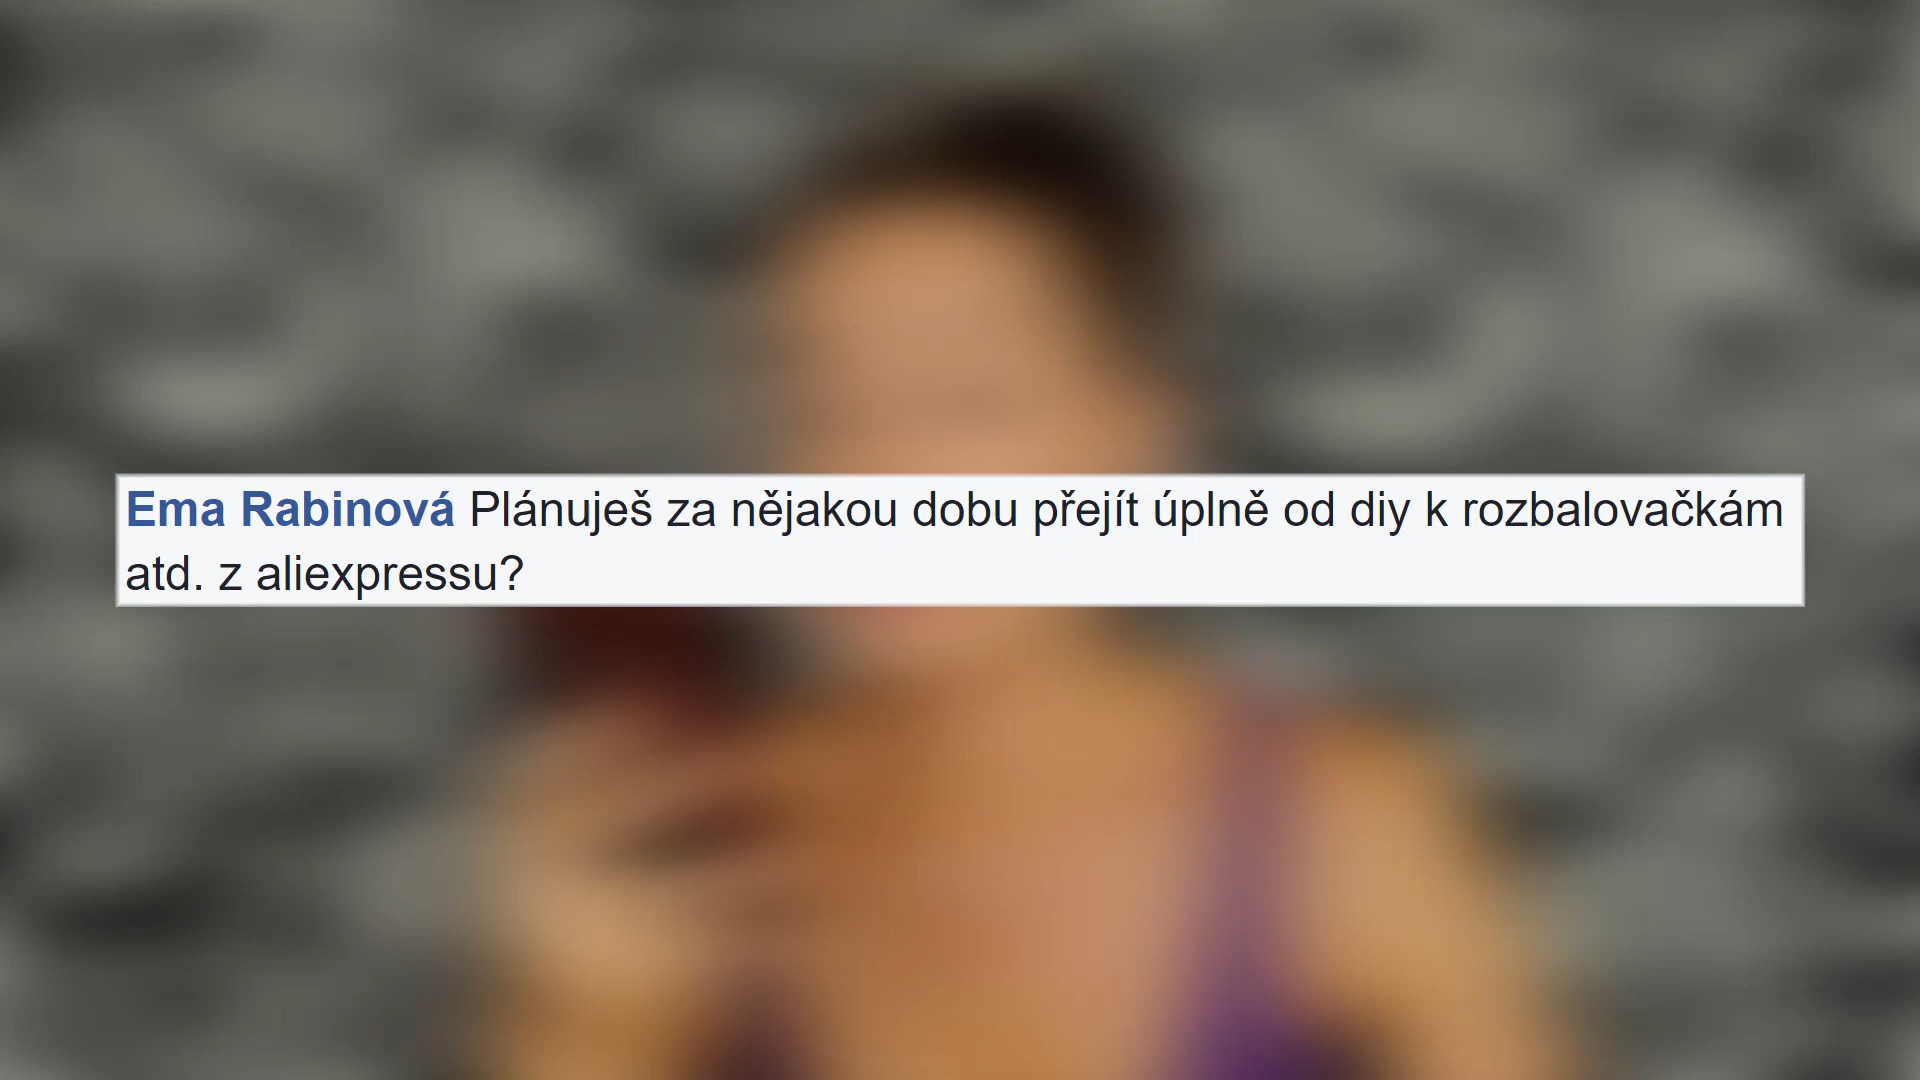 Ema Rabinová Plánuješ za nějakou dobu přejít úplně od diy k rozbalovačkám
atd. z aliexpressu?